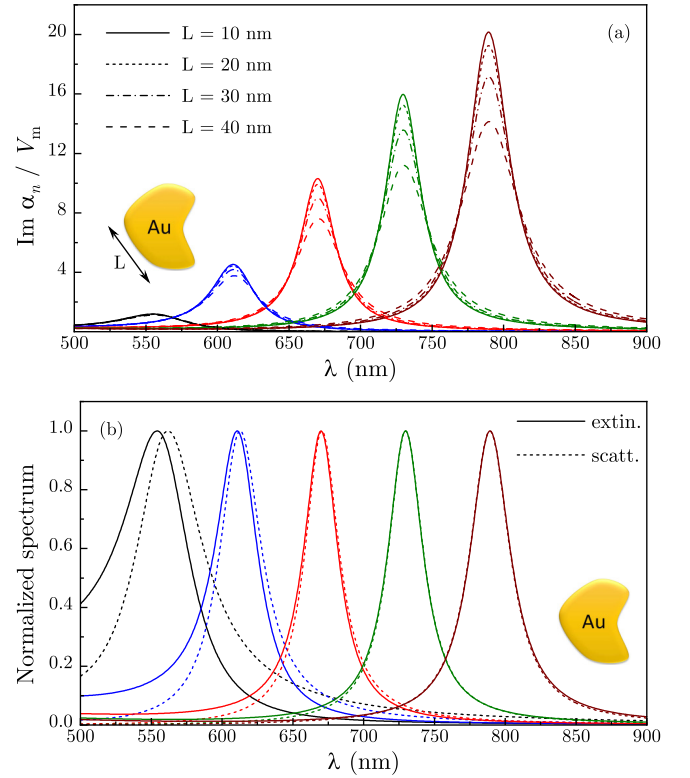 20
16
12
8
4
Im αn / Vm
L = 10 nm
L = 20 nm
L = 30 nm
L = 40 nm
(a)
Au
L
500 550 600 650 700 750 800 850 900
λ (nm)
1.0
0.8
0.6
0.4
0.2
0.0
Normalized spectrum
(b)
extin.
scatt.
Au
500 550 600 650 700 750 800 850 900
λ (nm)